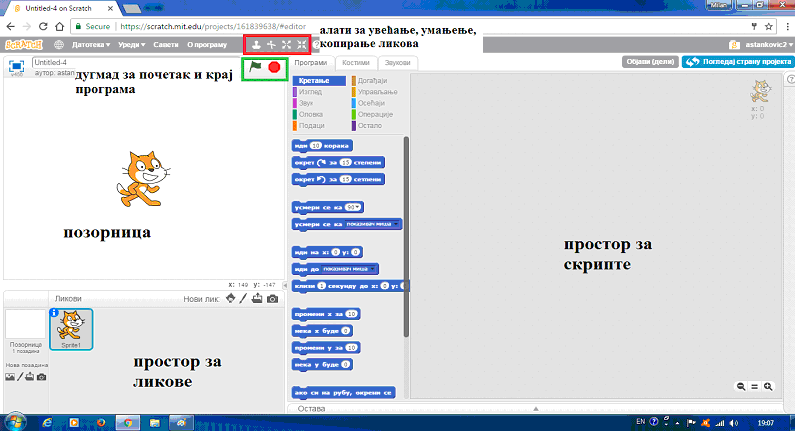 Untitled-4 on Scratch
Milan
Secure
https://scratch.mit.edu/projects/161839638/#editor
алати за увећање, умањење,
копирање ликова
SCRATCH
Датотека
Уреди
Савети
О програму
astankovic2
Untitled-4
аутор: astan
v460
дугмад за почетак и крај
програма
Програми
Костими
Звукови
Објави (дели)
Погледај страну пројекта
Кретање
Догађаји
Изглед
Управљање
Звук
Осећаји
Оловка
Операције
Подаци
Остало
x: 0
y: 0
иди 10 корака
окрет за 15 степени
окрет за 15 сетпени
усмери се ка 90
усмери се ка показивач миша
иди на x: 0 y: 0
иди до показивач миша
клизи 1 секунду до x: 0 y:
промени x за 10
нека x буде 0
промени y за 10
нека y буде 0
ако си на рубу, окрени се
позорница
простор за
скрипте
x: 149 y: -147
Ликови
Нови лик:
Позорница
1 позадина
Нова позадина
Sprite1
простор за
ликове
Остава
EN
19:07